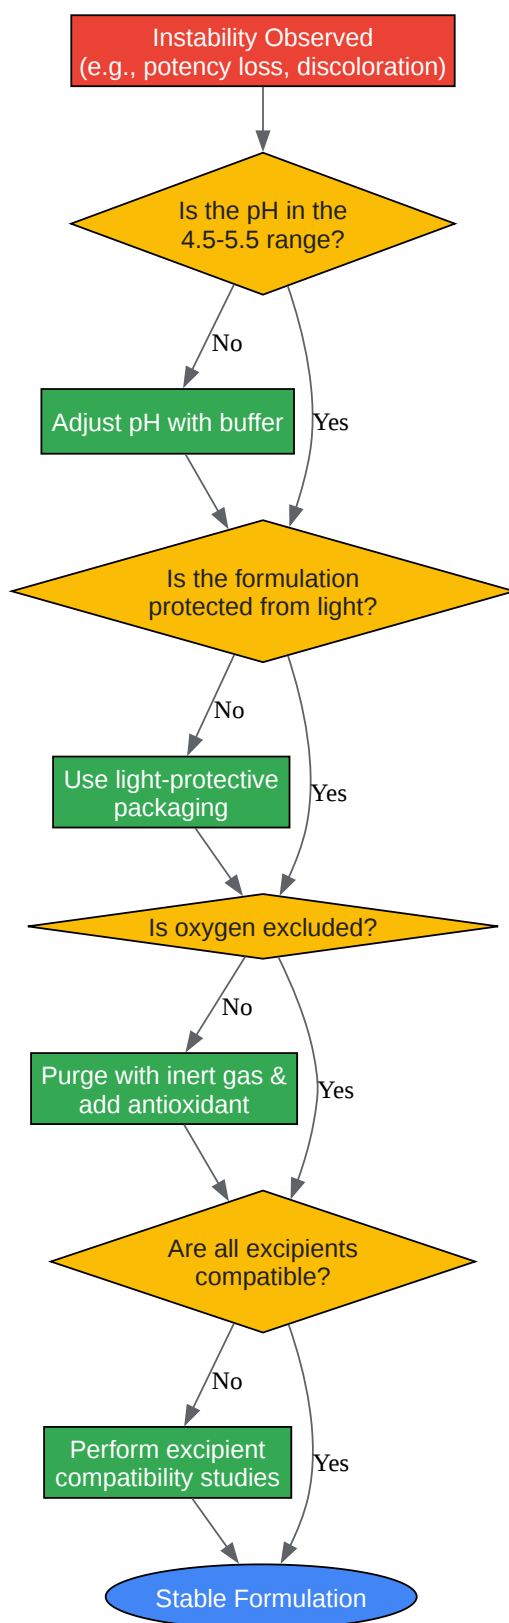 Instability Observed
(e.g., potency loss, discoloration)
Is the pH in the
4.5-5.5 range?
No
Adjust pH with buffer
Yes
Is the formulation
protected from light?
No
Use light-protective
packaging
Yes
Is oxygen excluded?
No
Purge with inert gas &
add antioxidant
Yes
Are all excipients
compatible?
No
Perform excipient
compatibility studies
Yes
Stable Formulation